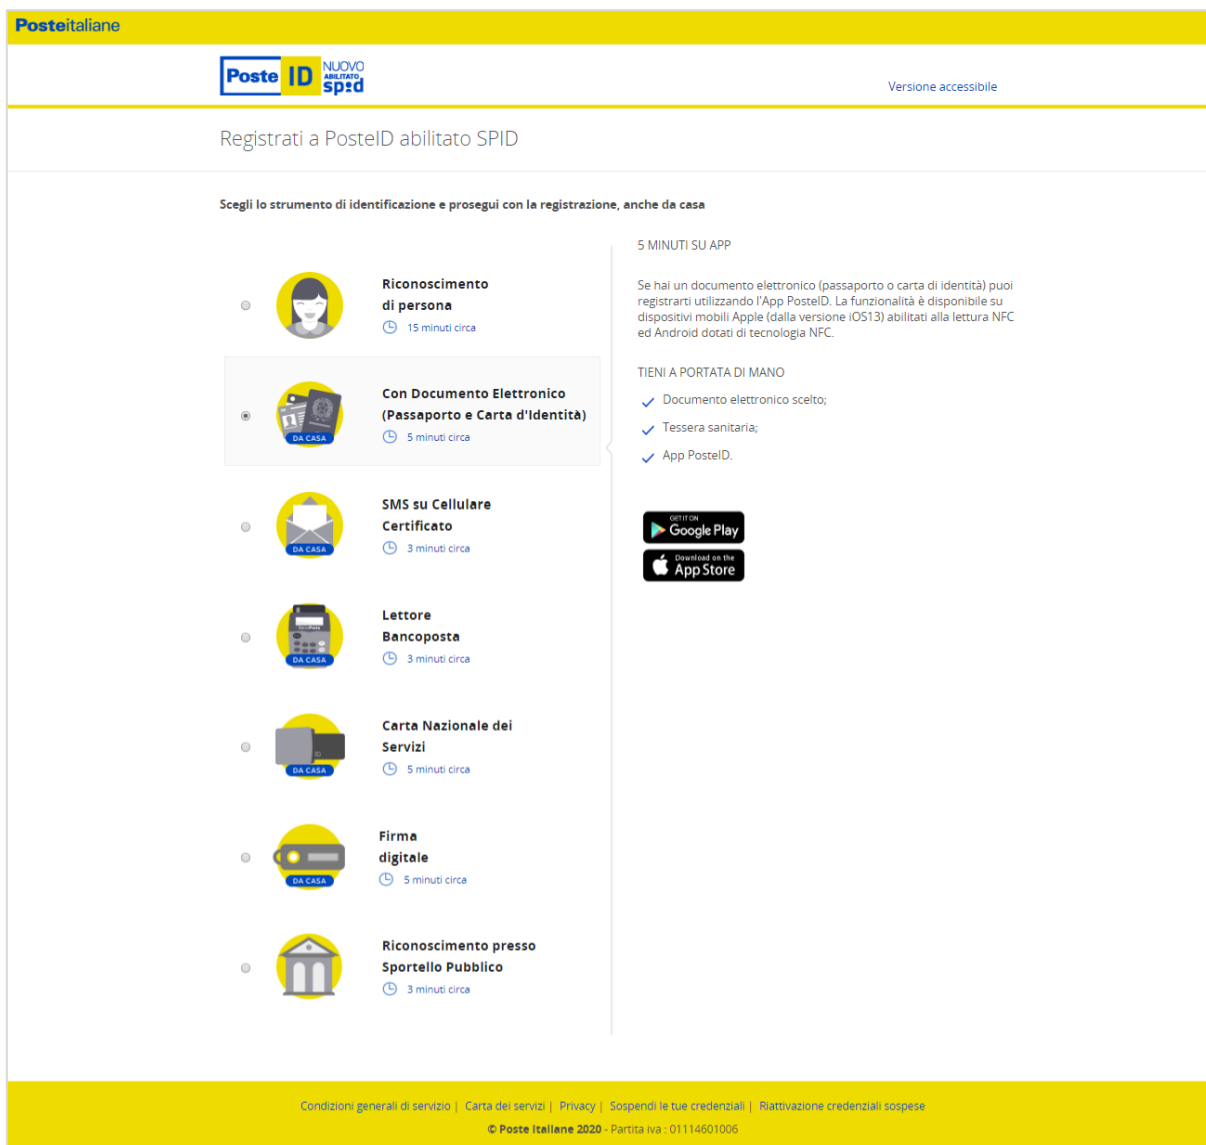 Posteitaliane
Poste ID NUOVO
ABILITATO
spid
Versione accessibile
Registrati a PosteID abilitato SPID
Scegli lo strumento di identificazione e prosegui con la registrazione, anche da casa
Riconoscimento
di persona
15 minuti circa
DA CASA
Con Documento Elettronico
(Passaporto e Carta d'Identità)
5 minuti circa
DA CASA
SMS su Cellulare
Certificato
3 minuti circa
DA CASA
Lettore
Bancoposta
3 minuti circa
DA CASA
Carta Nazionale dei
Servizi
5 minuti circa
DA CASA
Firma
digitale
5 minuti circa
Riconoscimento presso
Sportello Pubblico
3 minuti circa
5 MINUTI SU APP
Se hai un documento elettronico (passaporto o carta di identità) puoi
registrarti utilizzando l'App PosteID. La funzionalità è disponibile su
dispositivi mobili Apple (dalla versione iOS13) abilitati alla lettura NFC
ed Android dotati di tecnologia NFC.
TIENI A PORTATA DI MANO
Documento elettronico scelto;
Tessera sanitaria;
App PosteID.
GET IT ON
Google Play
Download on the
App Store
Condizioni generali di servizio | Carta dei servizi | Privacy | Sospendi le tue credenziali | Riattivazione credenziali sospese
© Poste Italiane 2020 - Partita iva : 01114601006